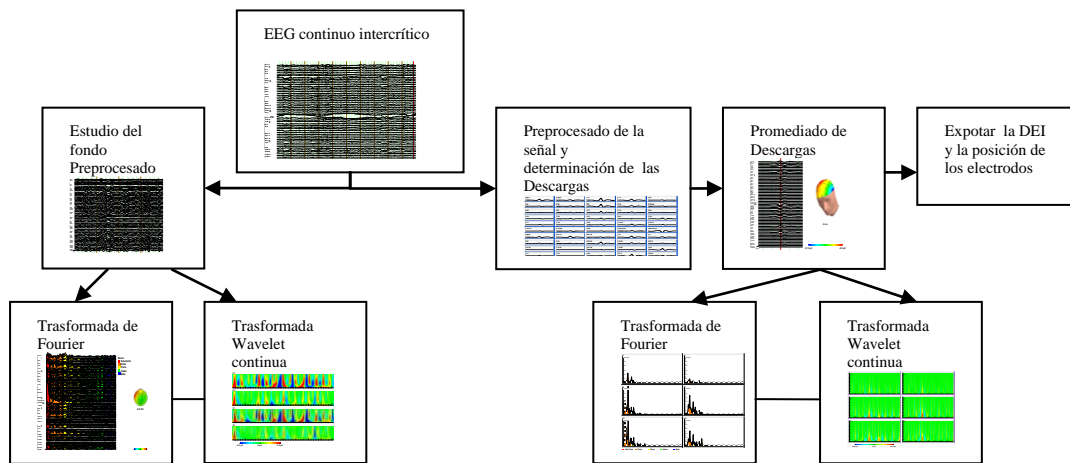 EEG continuo intercrítico
Estudio del
fondo
Preprocesado
Preprocesado de la
señal y
determinación de las
Descargas
Promediado de
Descargas
Expotar la DEI
y la posición de
los electrodos
Trasformada de
Fourier
Trasformada
Wavelet
continua
Trasformada de
Fourier
Trasformada
Wavelet
continua